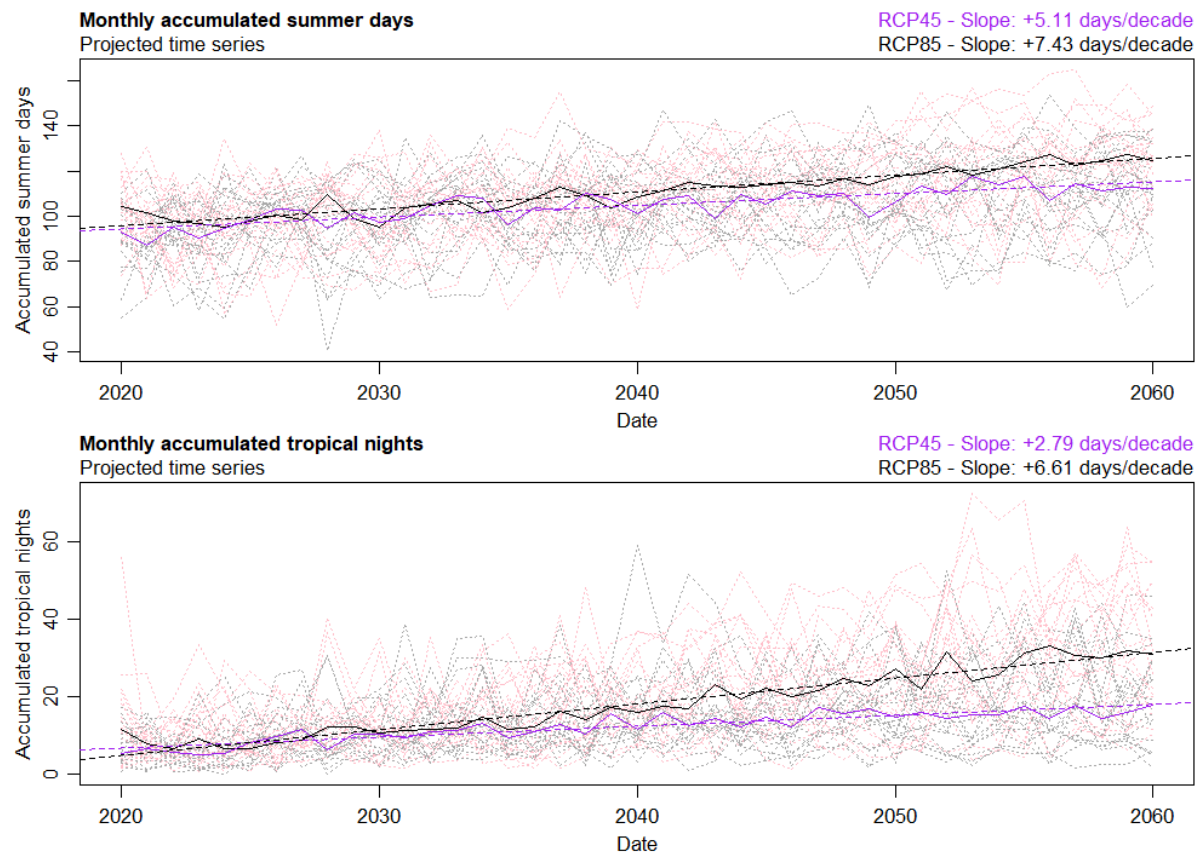 Monthly accumulated summer days
Projected time series
RCP45 - Slope: +5.11 days/decade
RCP85 - Slope: +7.43 days/decade
Accumulated summer days
40
60
80
100
140
2020
2030
2040
2050
2060
Date
Monthly accumulated tropical nights
Projected time series
RCP45 - Slope: +2.79 days/decade
RCP85 - Slope: +6.61 days/decade
Accumulated tropical nights
0
20
40
60
2020
2030
2040
2050
2060
Date